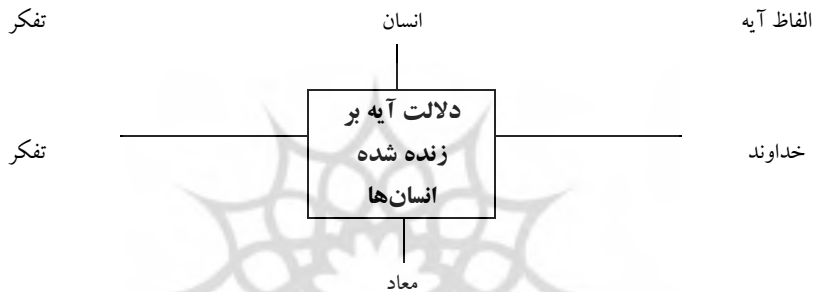 الفاظ آیه انسان تفکر
دلالت آیه بر
زنده شده
انسان‌ها
خداوند تفکر
معاد